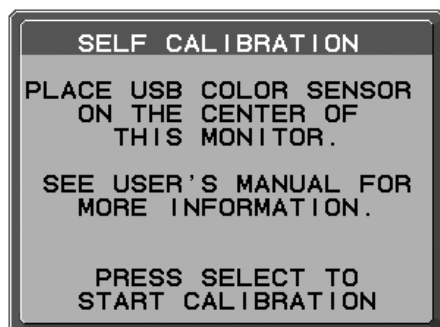 SELF CALIBRATION
PLACE USB COLOR SENSOR
ON THE CENTER OF
THIS MONITOR.
SEE USER'S MANUAL FOR
MORE INFORMATION.
PRESS SELECT TO
START CALIBRATION